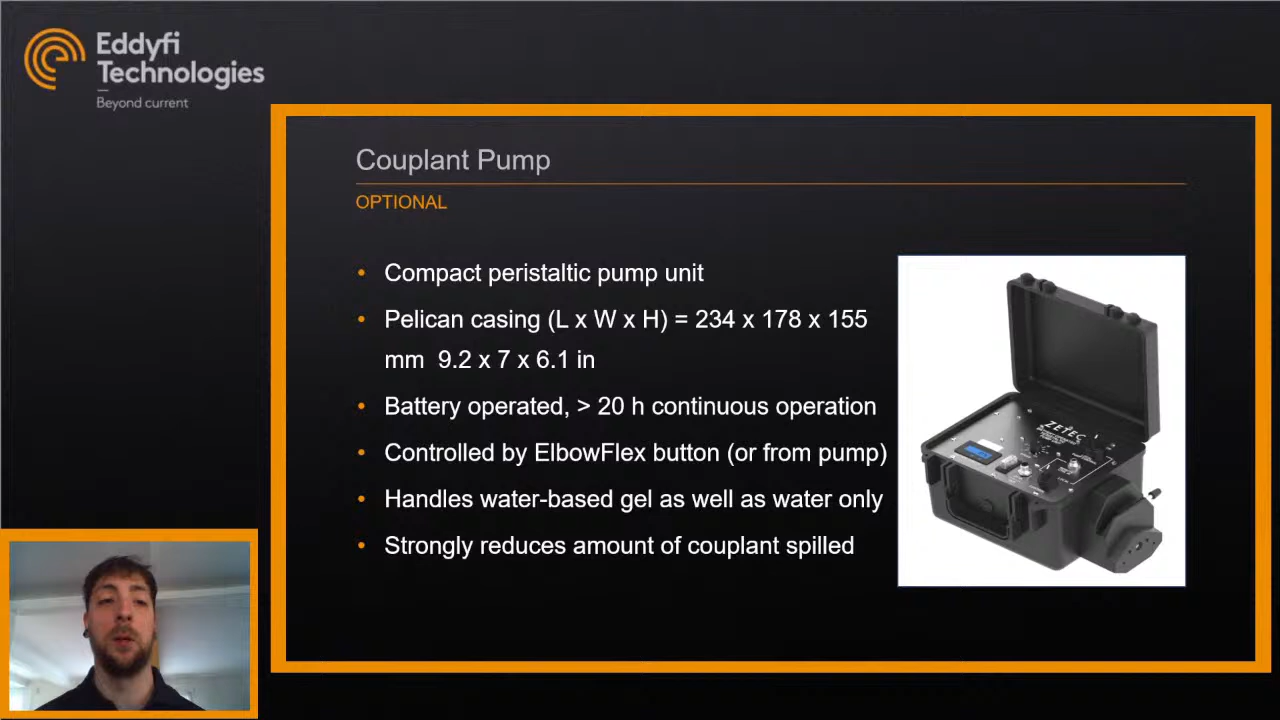 Eddyfi
Technologies
Beyond current
Couplant Pump
OPTIONAL
• Compact peristaltic pump unit
• Pelican casing (L x W x H) = 234 x 178 x 155
mm  9.2 x 7 x 6.1 in
• Battery operated, > 20 h continuous operation
• Controlled by ElbowFlex button (or from pump)
• Handles water-based gel as well as water only
• Strongly reduces amount of couplant spilled
ZETEC